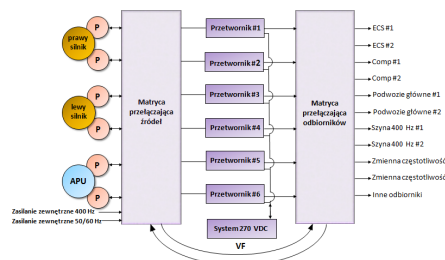 P
prawy
silnik
P
P
lewy
silnik
P
P
APU
P
Zasilanie zewnętrzne 400 Hz
Zasilanie zewnętrzne 50/60 Hz
Matryca
przełączająca
źródeł
Przetwornik #1
Przetwornik #2
Przetwornik #3
Przetwornik #4
Przetwornik #5
Przetwornik #6
System 270 VDC
VF
Matryca
przełączająca
odbiorników
ECS #1
ECS #2
Comp #1
Comp #2
Podwozie główne #1
Podwozie główne #2
Szyna 400 Hz #1
Szyna 400 Hz #2
Zmienna częstotliwość
Zmienna częstotliwość
Inne odbiorniki